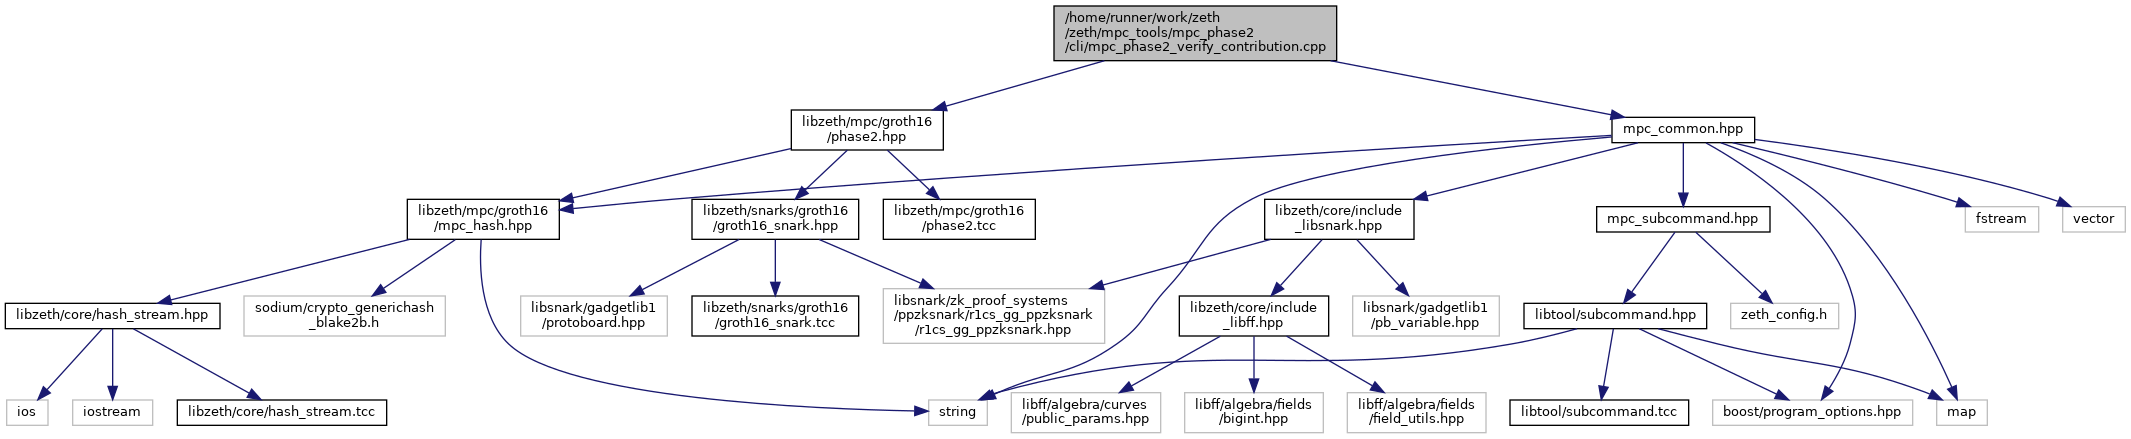 /home/runner/work/zeth
/zeth/mpc_tools/mpc_phase2
/cli/mpc_phase2_verify_contribution.cpp
libzeth/mpc/groth16
/phase2.hpp
mpc_common.hpp
libzeth/mpc/groth16
/mpc_hash.hpp
libzeth/snarks/groth16
/groth16_snark.hpp
libzeth/mpc/groth16
/phase2.tcc
libzeth/core/include
_libsnark.hpp
mpc_subcommand.hpp
fstream
vector
libzeth/core/hash_stream.hpp
sodium/crypto_generichash
_blake2b.h
libsnark/gadgetlib1
/protoboard.hpp
libzeth/snarks/groth16
/groth16_snark.tcc
libsnark/zk_proof_systems
/ppzksnark/r1cs_gg_ppzksnark
/r1cs_gg_ppzksnark.hpp
libzeth/core/include
_libff.hpp
libsnark/gadgetlib1
/pb_variable.hpp
libtool/subcommand.hpp
zeth_config.h
ios
iostream
libzeth/core/hash_stream.tcc
string
libff/algebra/curves
/public_params.hpp
libff/algebra/fields
/bigint.hpp
libff/algebra/fields
/field_utils.hpp
libtool/subcommand.tcc
boost/program_options.hpp
map